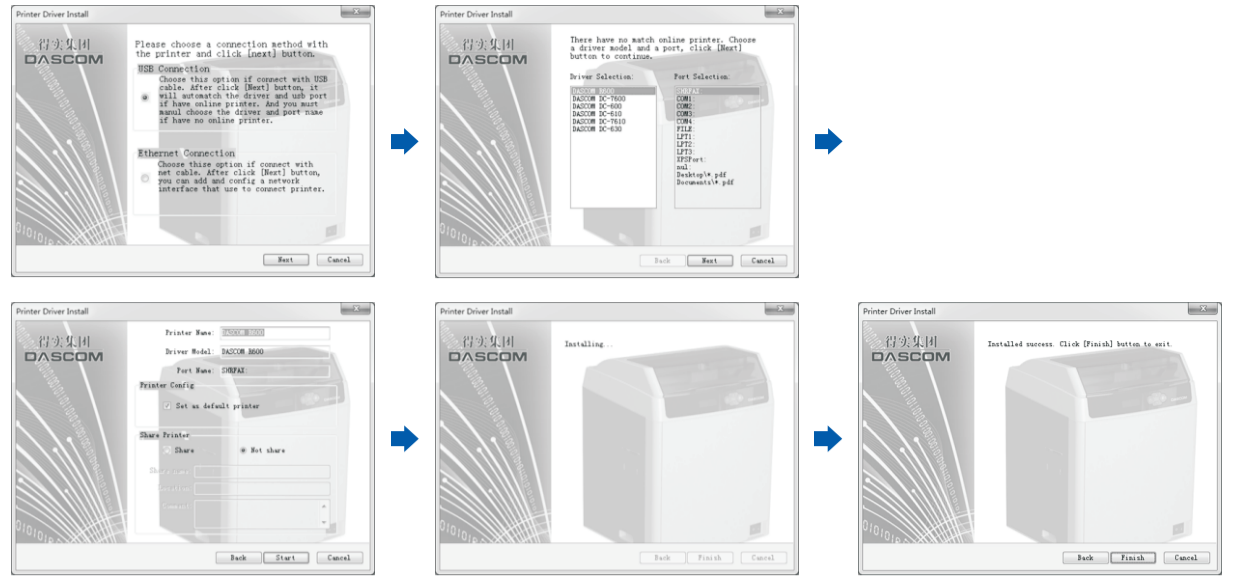 Printer Driver Install
得实集团
DASCOM
Please choose a connection method with
the printer and click [next] button.
USB Connection
Choose this option if connect with USB
cable. After click [Next] button, it
will automatch the driver and usb port
if have online printer. And you must
manul choose the driver and port name
if have no online printer.
Ethernet Connection
Choose thise option if connect with
net cable. After click [Next] button,
you can add and config a network
interface that use to connect printer.
Next
Cancel
Printer Driver Install
得实集团
DASCOM
There have no match online printer. Choose
a driver model and a port, click [Next]
button to continue.
Driver Selection:
Port Selection:
DASCOM B600
DASCOM DC-7600
DASCOM DC-600
DASCOM DC-610
DASCOM DC-7610
DASCOM DC-630
SHRFAX:
COM1:
COM2:
COM3:
COM4:
FILE:
LPT1:
LPT2:
LPT3:
XPSPort:
nul:
Desktop\*.pdf
Documents\*.pdf
Back
Next
Cancel
Printer Driver Install
得实集团
DASCOM
Printer Name: DASCOM B600
Driver Model: DASCOM B600
Port Name: SHRFAX:
Printer Config
Set as default printer
Share Printer
Share
Not share
Back
Start
Cancel
Printer Driver Install
得实集团
DASCOM
Installing...
Back
Finish
Cancel
Printer Driver Install
得实集团
DASCOM
Installed success. Click [Finish] button to exit.
Back
Finish
Cancel